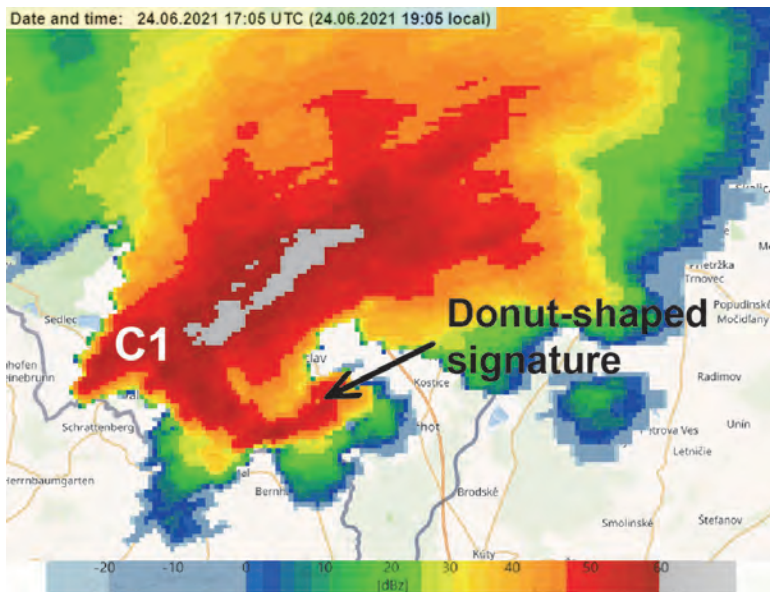 Date and time: 24.06.2021 17:05 UTC (24.06.2021 19:05 local)
Trnovec
Popudinské
Močidľany
Sedlec
C1
Donut-shaped
signature
Kostice
Radimov
Schrattenberg
Unín
Letničie
Herrnbaumgarten
Bernh
Brodské
Smolinské
Štefanov
Kúty
-20 -10 0 10 20 30 40 50 60
[dBz]